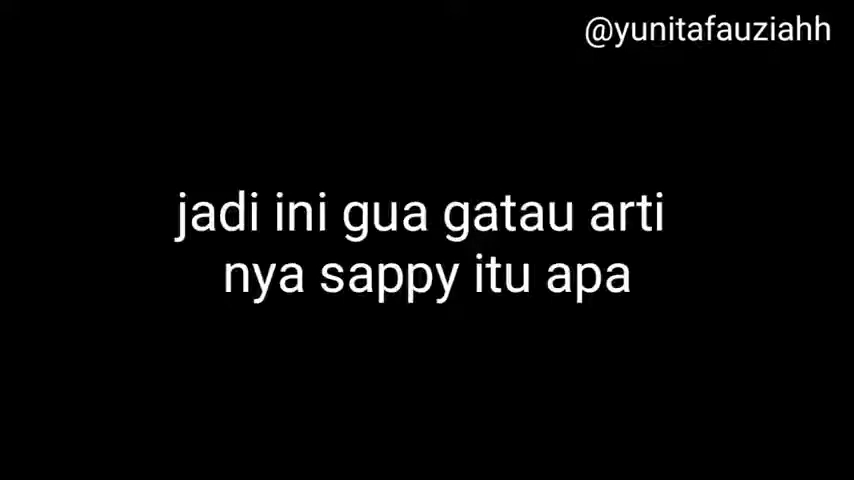 @yunitafauziahh
jadi ini gua gatau arti
nya sappy itu apa